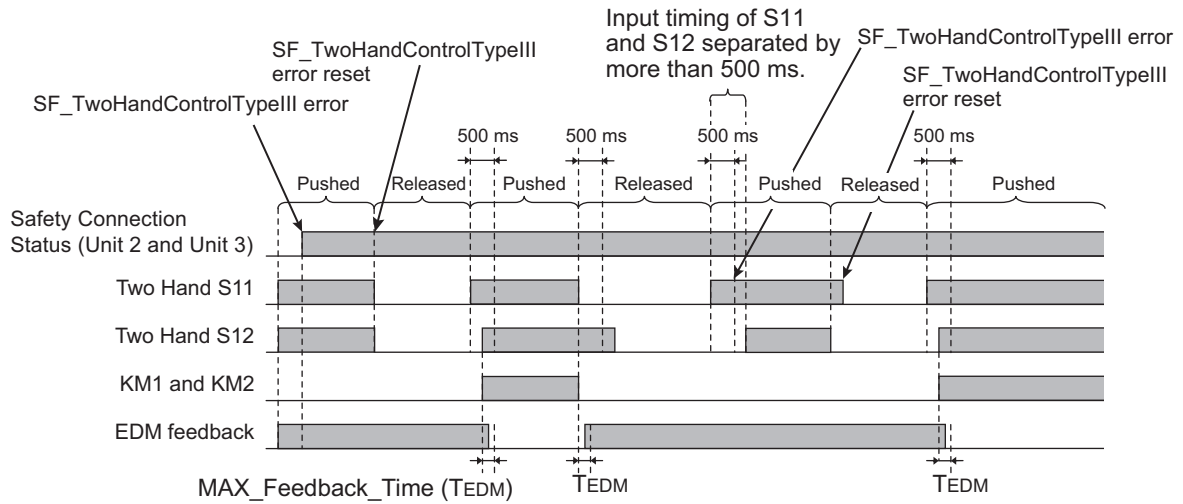 Input timing of S11
and S12 separated by
more than 500 ms.
SF_TwoHandControlTypeIII error
SF_TwoHandControlTypeIII
error reset
SF_TwoHandControlTypeIII
error reset
SF_TwoHandControlTypeIII error
500 ms
500 ms
500 ms
500 ms
Pushed
Released
Pushed
Released
Pushed
Released
Pushed
Safety Connection
Status (Unit 2 and Unit 3)
Two Hand S11
Two Hand S12
KM1 and KM2
EDM feedback
MAX_Feedback_Time (TEDM)
TEDM
TEDM